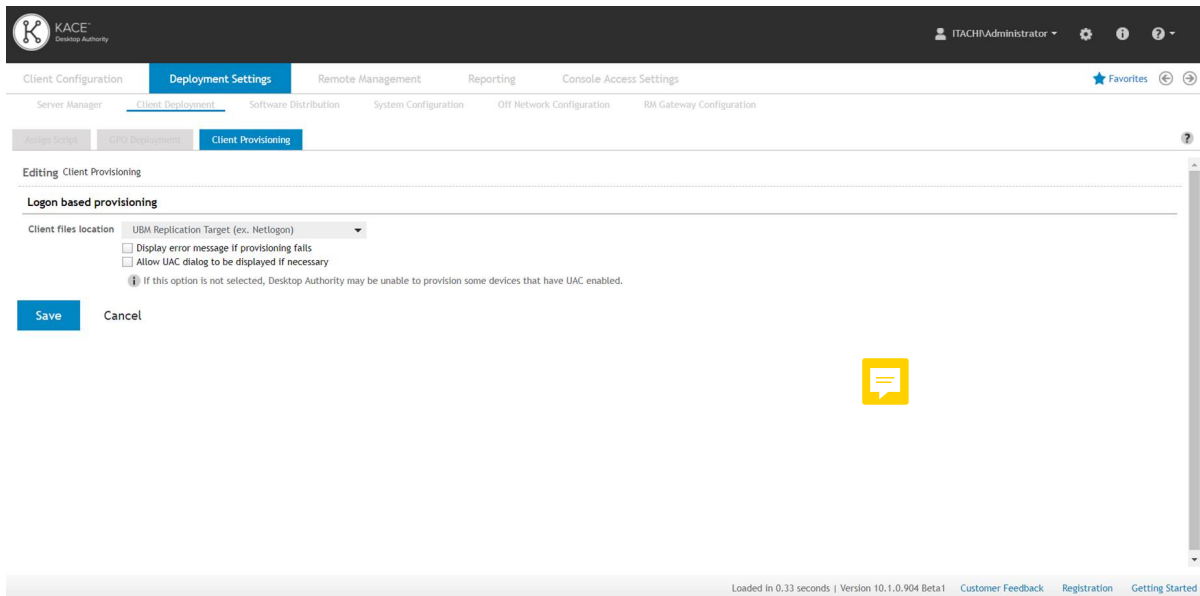 KACE
Desktop Authority
ITACHI\Administrator
Client Configuration Deployment Settings Remote Management Reporting Console Access Settings Favorites
Server Manager Client Deployment Software Distribution System Configuration Off Network Configuration RM Gateway Configuration
Assign Script GPO Deployment Client Provisioning
Editing Client Provisioning
Logon based provisioning
Client files location UBM Replication Target (ex. Netlogon)
Display error message if provisioning fails
Allow UAC dialog to be displayed if necessary
If this option is not selected, Desktop Authority may be unable to provision some devices that have UAC enabled.
Save Cancel
Loaded in 0.33 seconds | Version 10.1.0.904 Beta1 Customer Feedback Registration Getting Started